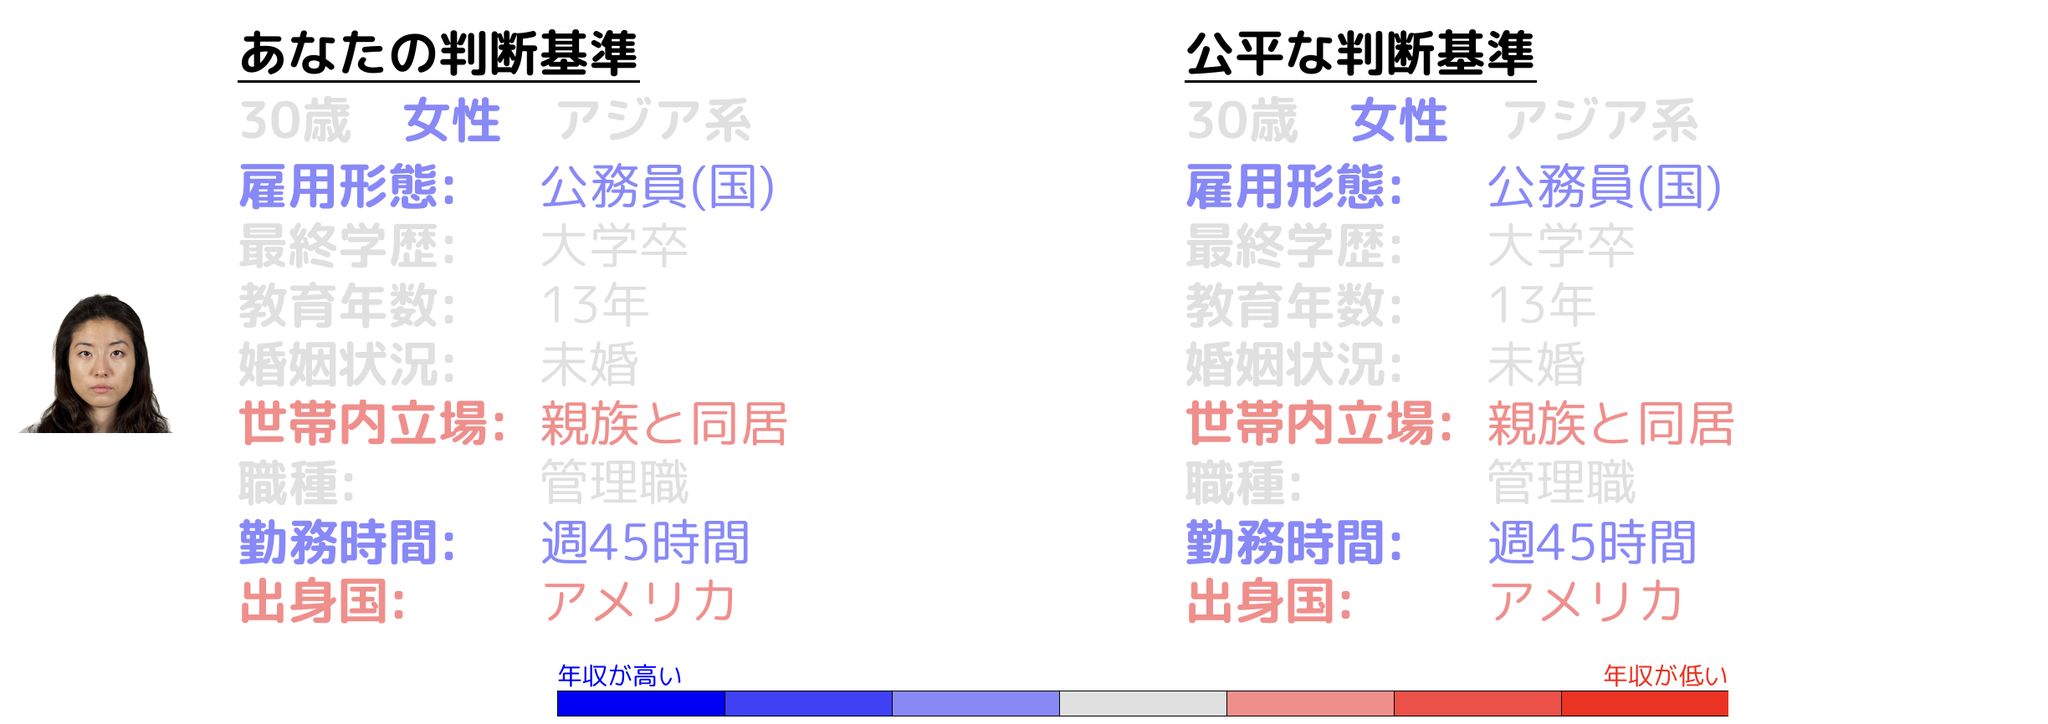 あなたの判断基準
30歳 女性 アジア系
雇用形態: 公務員(国)
最終学歴: 大学卒
教育年数: 13年
婚姻状況: 未婚
世帯内立場: 親族と同居
職種: 管理職
勤務時間: 週45時間
出身国: アメリカ
公平な判断基準
30歳 女性 アジア系
雇用形態: 公務員(国)
最終学歴: 大学卒
教育年数: 13年
婚姻状況: 未婚
世帯内立場: 親族と同居
職種: 管理職
勤務時間: 週45時間
出身国: アメリカ
年収が高い
年収が低い